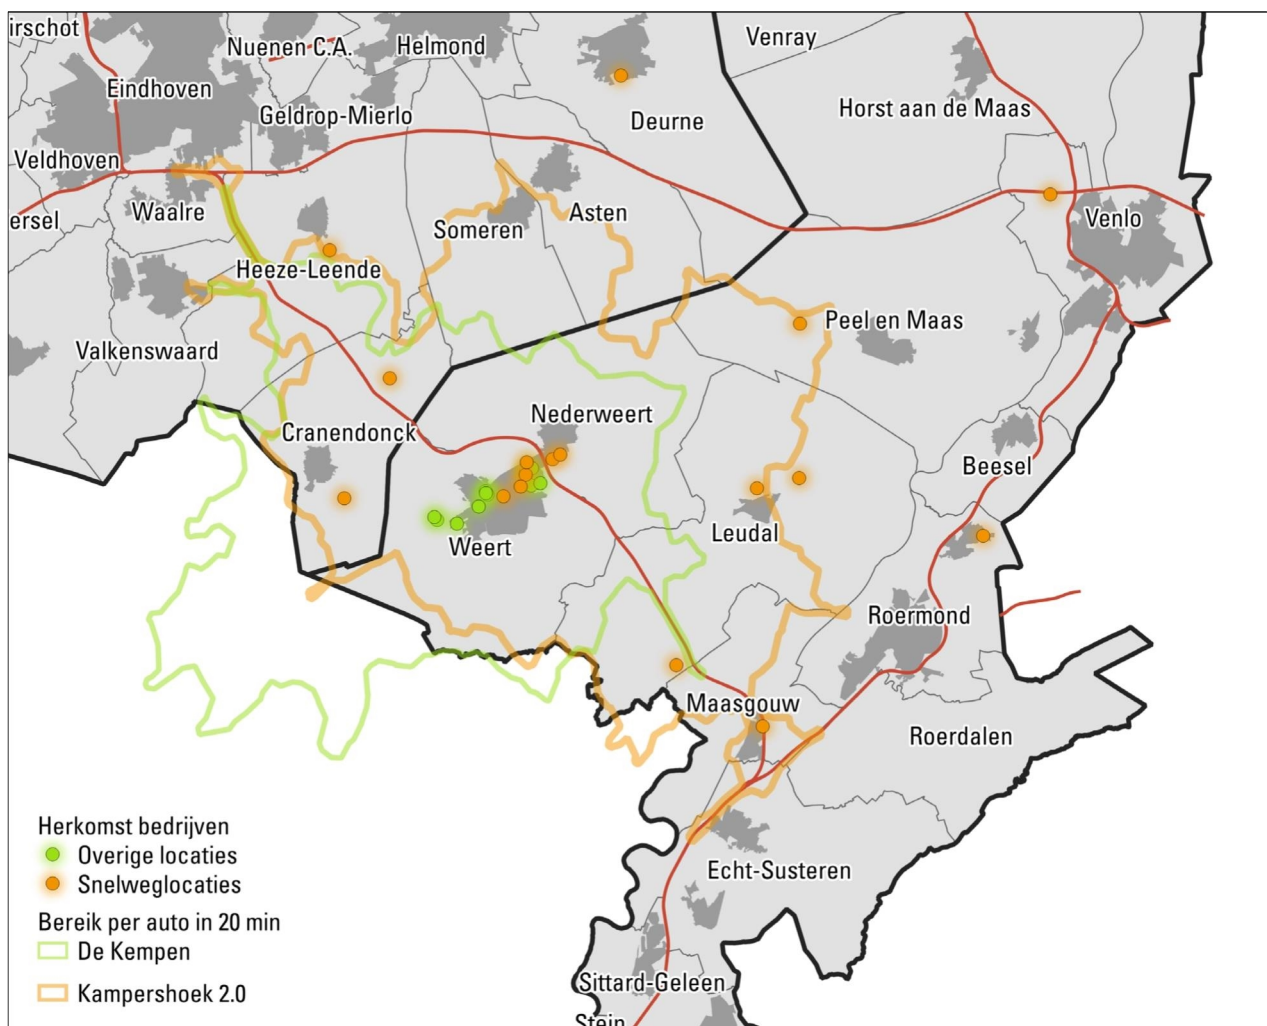 irschot
Nuenen C.A.
Helmond
Venray
Eindhoven
Geldrop-Mierlo
Deurne
Horst aan de Maas
Veldhoven
ersel
Waalre
Someren
Asten
Venlo
Heeze-Leende
Valkenswaard
Peel en Maas
Nederweert
Cranendonck
Beesel
Leudal
Weert
Roermond
Maasgouw
Roerdalen
Herkomst bedrijven
Overige locaties
Snelweglocaties
Bereik per auto in 20 min
De Kempen
Kampershoek 2.0
Echt-Susteren
Sittard-Geleen
Stein